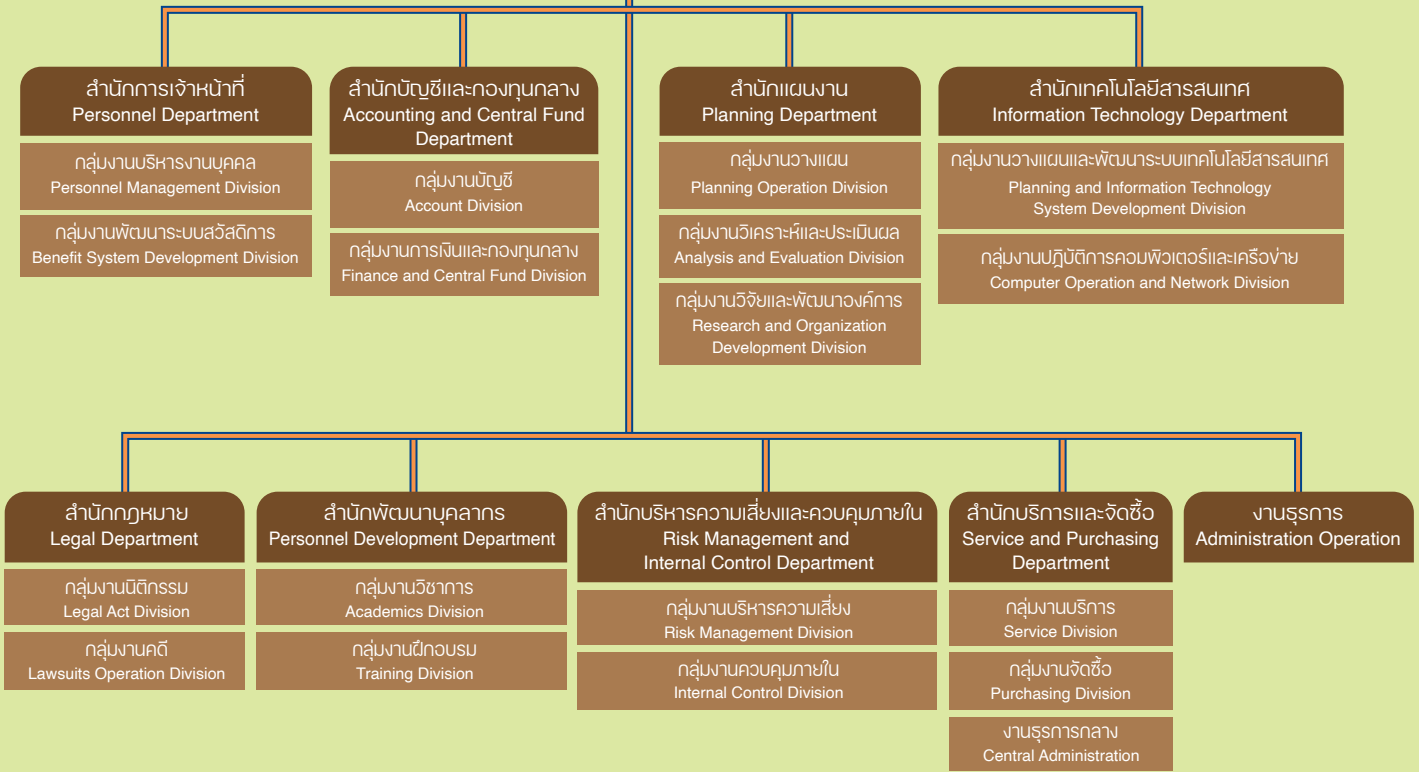 สำนักการเจ้าหน้าที่
Personnel Department
กลุ่มงานบริหารงานบุคคล
Personnel Management Division
กลุ่มงานพัฒนาระบบสวัสดิการ
Benefit System Development Division
สำนักบัญชีและกองทุนกลาง
Accounting and Central Fund
Department
กลุ่มงานบัญชี
Account Division
กลุ่มงานการเงินและกองทุนกลาง
Finance and Central Fund Division
สำนักแผนงาน
Planning Department
กลุ่มงานวางแผน
Planning Operation Division
กลุ่มงานวิเคราะห์และประเมินผล
Analysis and Evaluation Division
กลุ่มงานวิจัยและพัฒนาองค์การ
Research and Organization
Development Division
สำนักเทคโนโลยีสารสนเทศ
Information Technology Department
กลุ่มงานวางแผนและพัฒนาระบบเทคโนโลยีสารสนเทศ
Planning and Information Technology
System Development Division
กลุ่มงานปฏิบัติการคอมพิวเตอร์และเครือข่าย
Computer Operation and Network Division
สำนักกฎหมาย
Legal Department
กลุ่มงานนิติกรรม
Legal Act Division
กลุ่มงานคดี
Lawsuits Operation Division
สำนักพัฒนาบุคลากร
Personnel Development Department
กลุ่มงานวิชาการ
Academics Division
กลุ่มงานฝึกอบรม
Training Division
สำนักบริหารความเสี่ยงและควบคุมภายใน
Risk Management and
Internal Control Department
กลุ่มงานบริหารความเสี่ยง
Risk Management Division
กลุ่มงานควบคุมภายใน
Internal Control Division
สำนักบริการและจัดซื้อ
Service and Purchasing
Department
กลุ่มงานบริการ
Service Division
กลุ่มงานจัดซื้อ
Purchasing Division
งานธุรการกลาง
Central Administration
งานธุรการ
Administration Operation